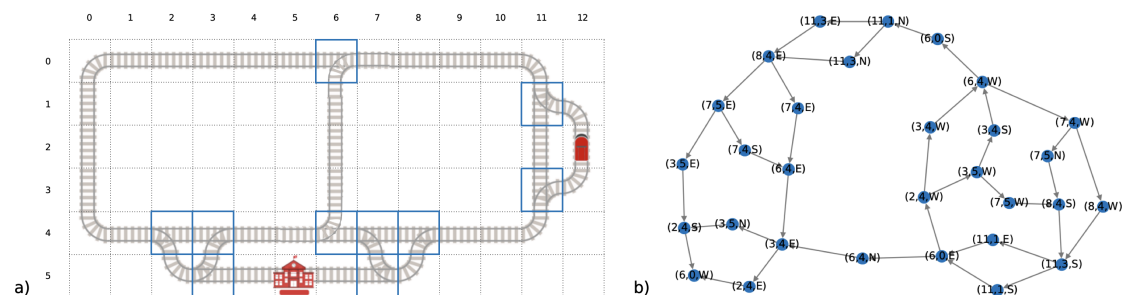 0 1 2 3 4 5 6 7 8 9 10 11 12
0
1
2
3
4
5
a)
b)
(11,3,E)
(11,1,N)
(6,0,S)
(8,4,E)
(11,3,N)
(6,4,W)
(7,5,E)
(7,4,E)
(3,4,W)
(3,4,S)
(7,4,W)
(7,4,S)
(7,5,N)
(3,5,E)
(6,4,E)
(3,5,W)
(2,4,W)
(7,5,W)
(8,4,S)
(8,4,W)
(2,4,S)
(3,5,N)
(3,4,E)
(11,1,E)
(6,4,N)
(6,0,E)
(11,3,S)
(6,0,W)
(2,4,E)
(11,1,S)